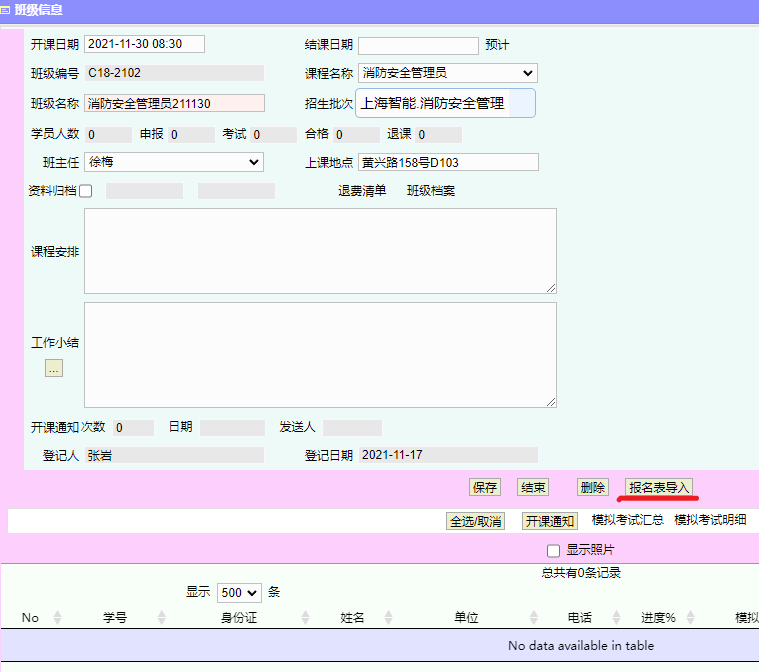 班级信息
开课日期 2021-11-30 08:30 结课日期 预计
班级编号 C18-2102 课程名称 消防安全管理员
班级名称 消防安全管理员211130 招生批次 上海智能.消防安全管理
学员人数 0 申报 0 考试 0 合格 0 退课 0
班主任 徐梅 上课地点 黄兴路158号D103
资料归档 退费清单 班级档案
课程安排
工作小结
...
开课通知 次数 0 日期 发送人
登记人 张岩 登记日期 2021-11-17
保存 结束 删除 报名表导入
全选/取消 开课通知 模拟考试汇总 模拟考试明细
显示照片
总共有0条记录
显示 500 条
No 学号 身份证 姓名 单位 电话 进度% 模拟
No data available in table